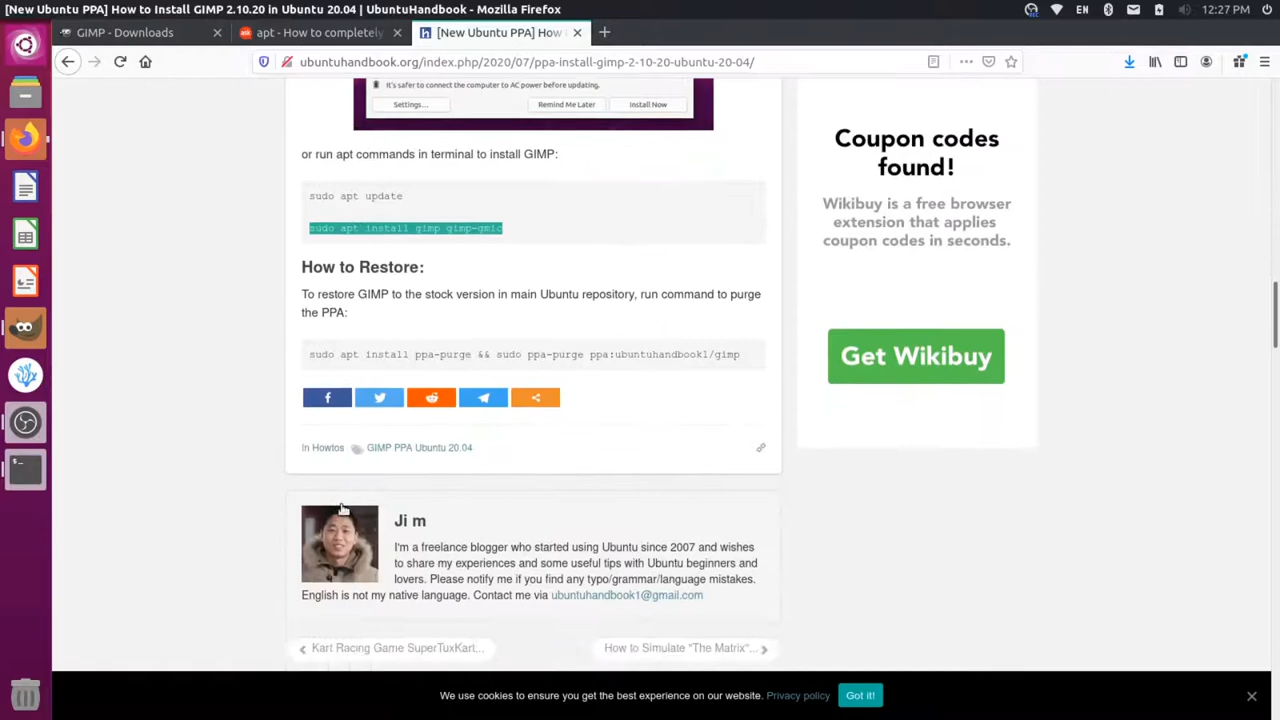 [New Ubuntu PPA] How to Install GIMP 2.10.20 in Ubuntu 20.04 | UbuntuHandbook - Mozilla Firefox
EN
12:27 PM
GIMP - Downloads
apt - How to completely
[New Ubuntu PPA] How
ubuntuhandbook.org/index.php/2020/07/ppa-install-gimp-2-10-20-ubuntu-20-04/
It's safer to connect the computer to AC power before updating.
Settings...
Remind Me Later
Install Now
or run apt commands in terminal to install GIMP:
sudo apt update
sudo apt install gimp gimp-gmic
How to Restore:
To restore GIMP to the stock version in main Ubuntu repository, run command to purge
the PPA:
sudo apt install ppa-purge && sudo ppa-purge ppa:ubuntuhandbook1/gimp
In Howtos
GIMP PPA Ubuntu 20.04
Ji m
I'm a freelance blogger who started using Ubuntu since 2007 and wishes
to share my experiences and some useful tips with Ubuntu beginners and
lovers. Please notify me if you find any typo/grammar/language mistakes.
English is not my native language. Contact me via ubuntuhandbook1@gmail.com
Kart Racing Game SuperTuxKart...
How to Simulate "The Matrix"...
Coupon codes
found!
Wikibuy is a free browser
extension that applies
coupon codes in seconds.
Get Wikibuy
We use cookies to ensure you get the best experience on our website. Privacy policy
Got it!